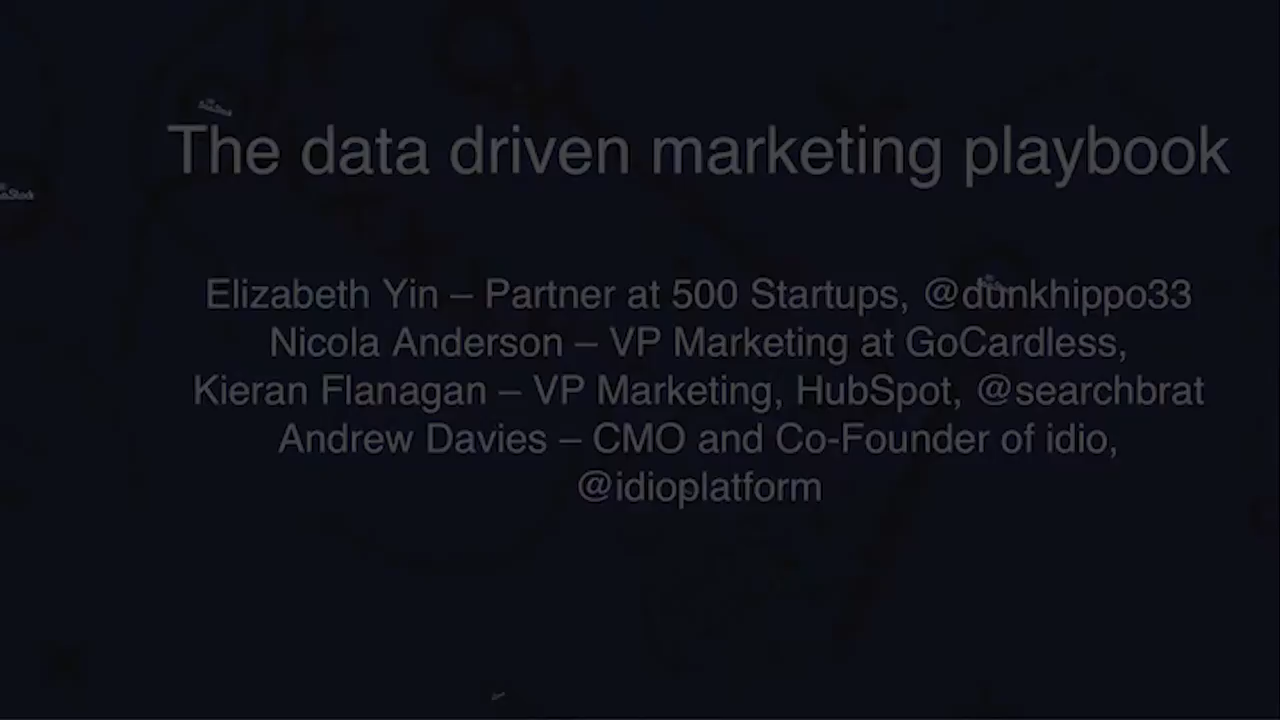 The data driven marketing playbook
Elizabeth Yin – Partner at 500 Startups, @dunkhippo33
Nicola Anderson – VP Marketing at GoCardless,
Kieran Flanagan – VP Marketing, HubSpot, @searchbrat
Andrew Davies – CMO and Co-Founder of idio,
@idioplatform